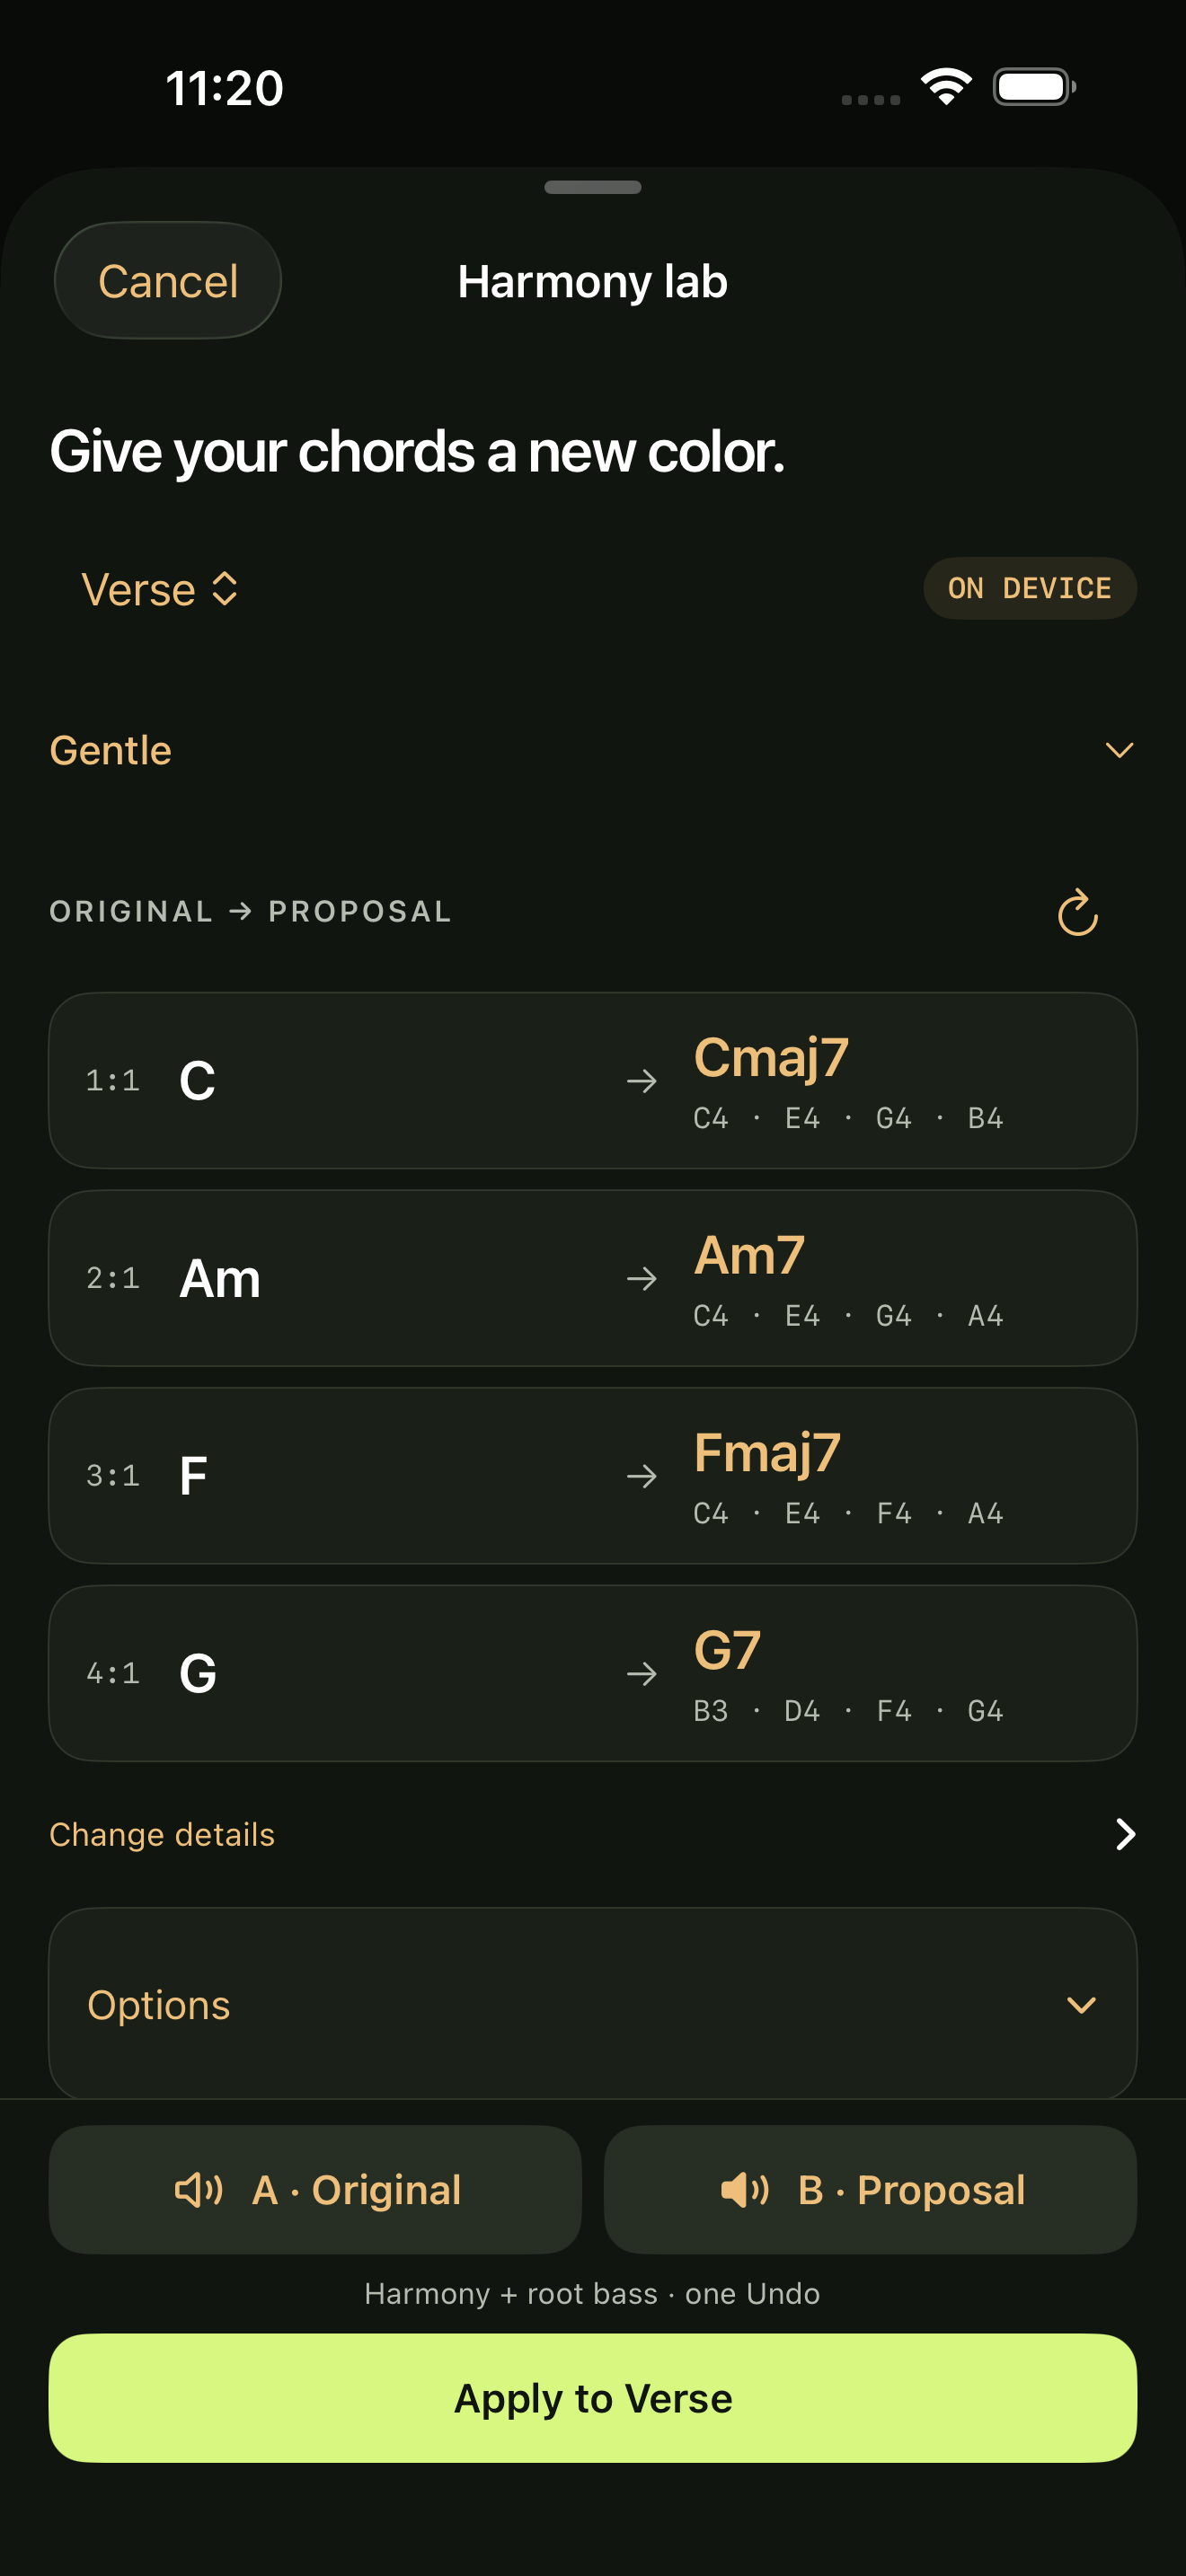 11:20
Cancel
Harmony lab
Give your chords a new color.
Verse
ON DEVICE
Gentle
ORIGINAL → PROPOSAL
1:1 C → Cmaj7
C4 · E4 · G4 · B4
2:1 Am → Am7
C4 · E4 · G4 · A4
3:1 F → Fmaj7
C4 · E4 · F4 · A4
4:1 G → G7
B3 · D4 · F4 · G4
Change details
Options
A · Original
B · Proposal
Harmony + root bass · one Undo
Apply to Verse